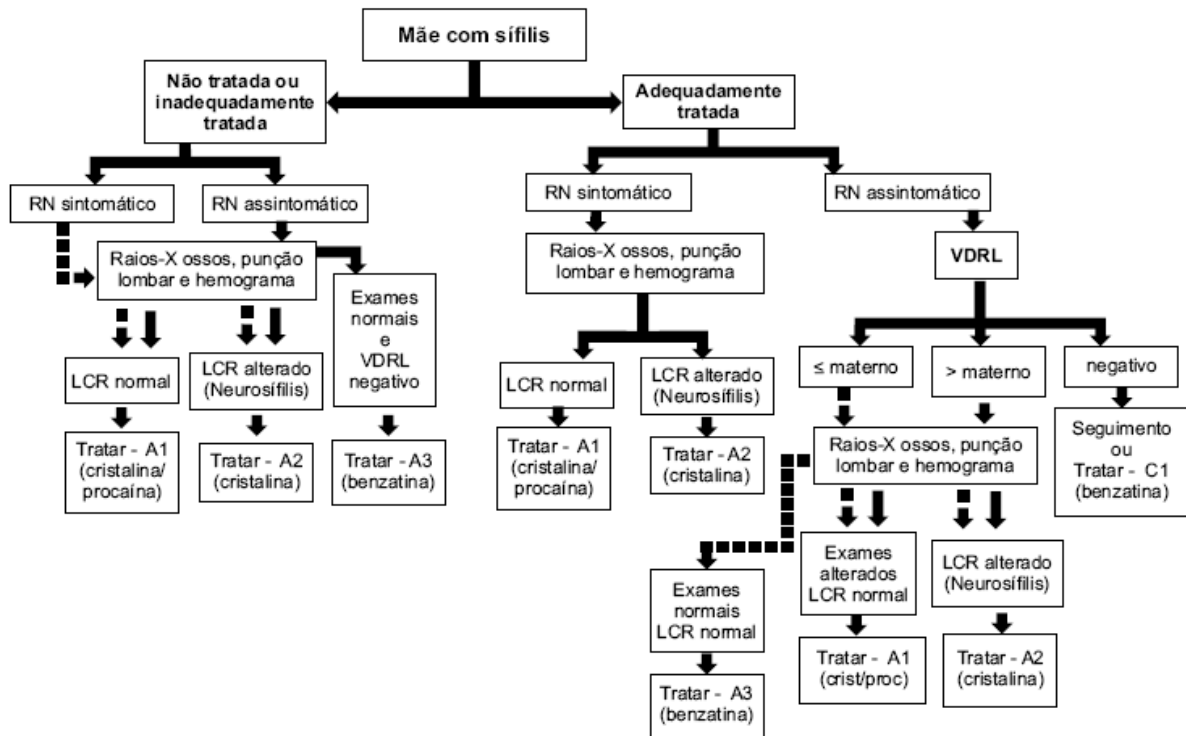 Mãe com sífilis
Não tratada ou
inadequadamente
tratada
Adequadamente
tratada
RN sintomático
RN assintomático
RN sintomático
RN assintomático
Raios-X ossos, punção
lombar e hemograma
Raios-X ossos, punção
lombar e hemograma
VDRL
Exames
normais
e
VDRL
negativo
LCR normal
LCR alterado
(Neurosífilis)
LCR normal
LCR alterado
(Neurosífilis)
≤ materno
> materno
negativo
Tratar - A1
(cristalina/
procaína)
Tratar - A2
(cristalina)
Tratar - A3
(benzatina)
Tratar - A1
(cristalina/
procaína)
Tratar - A2
(cristalina)
Raios-X ossos, punção
lombar e hemograma
Seguimento
ou
Tratar - C1
(benzatina)
Exames
normais
LCR normal
Exames
alterados
LCR normal
LCR alterado
(Neurosífilis)
Tratar - A3
(benzatina)
Tratar - A1
(crist/proc)
Tratar - A2
(cristalina)